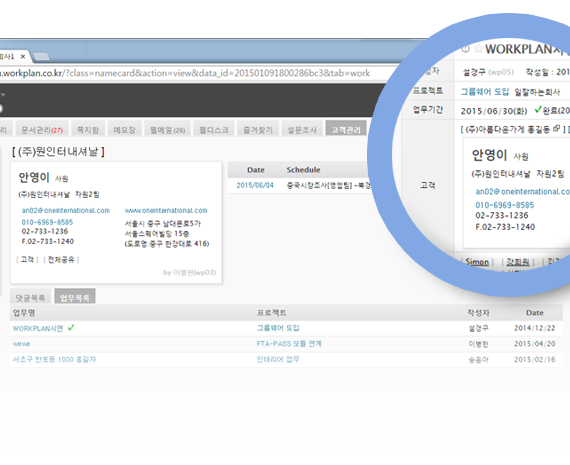 회사1 ×
.workplan.co.kr/?class=namecard&action=view&data_id=201501091800286bc3&tab=work
리 문서관리(27) 쪽지함 메모장 웹메일(26) 웹디스크 즐겨찾기 설문조사 고객관리
[ (주)원인터내셔날 ]
안영이 사원
(주)원인터내셔날 자원2팀
an02@oneinternational.com
010-6969-8585
02-733-1236
F.02-733-1240
www.oneinternational.com
서울시 중구 남대문로5가
서울스퀘어빌딩 15층
(도로명:중구 한강대로 416)
[ 고객 ] [ 전체공유 ]
by 이병헌(wp03)
Date Schedule
2015/06/04 중국시장조사[영업팀] -북경
댓글목록 업무목록
업무명 프로젝트 작성자 Date
WORKPLAN시연 ✓ 그룹웨어 도입 설경구 2014/12/22
wewe FTA-PASS 모듈 연계 이병헌 2015/04/20
서초구 반포동 1000 홍길자 인테리어 업무 송윤아 2015/02/16
WORKPLAN시
성자 설경구 (wp05) 작성일 : 201
프로젝트 그룹웨어 도입 일잘하는회사
업무기간 2015/06/30(화) ✓완료(20
고객
[ (주)아름다운가게 홍길동 ] [
안영이 사원
(주)원인터내셔날 자원2팀
an02@oneinternational.co
010-6969-8585
02-733-1236
F.02-733-1240
[ Simon ] [ 강회원 ] [